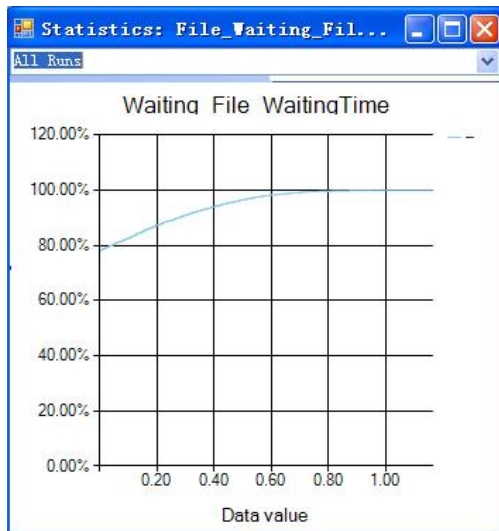 Statistics: File_Waiting_Fil...
All Runs
Waiting File WaitingTime
120.00%
100.00%
80.00%
60.00%
40.00%
20.00%
0.00%
0.20 0.40 0.60 0.80 1.00
Data value